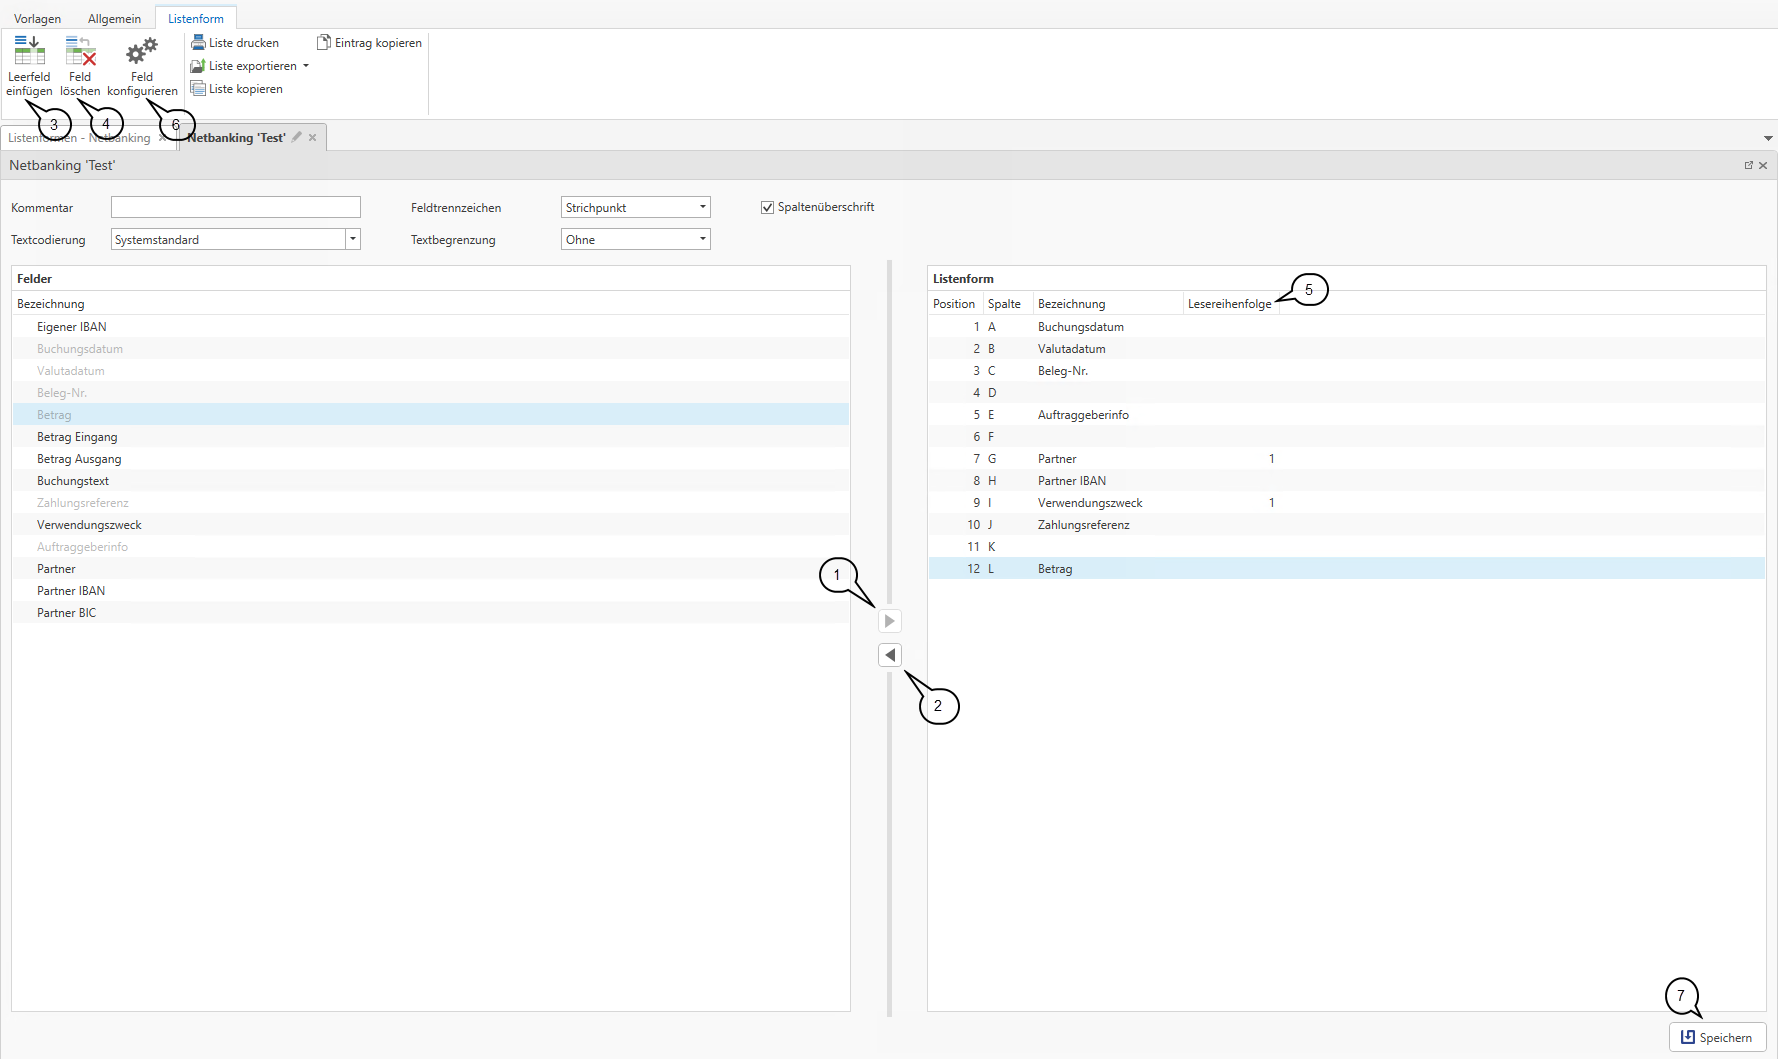 Vorlagen Allgemein Listenform
Leerfeld einfügen
Feld löschen
Feld konfigurieren
Liste drucken
Liste exportieren
Liste kopieren
Eintrag kopieren
3 4 6
Listenformen - Netbanking Netbanking 'Test'
Netbanking 'Test'
Kommentar Feldtrennzeichen Strichpunkt Spaltenüberschrift
Textcodierung Systemstandard Textbegrenzung Ohne
Felder
Bezeichnung
Eigener IBAN
Buchungsdatum
Valutadatum
Beleg-Nr.
Betrag
Betrag Eingang
Betrag Ausgang
Buchungstext
Zahlungsreferenz
Verwendungszweck
Auftraggeberinfo
Partner
Partner IBAN
Partner BIC
1
2
Listenform
Position Spalte Bezeichnung Lesereihenfolge 5
1 A Buchungsdatum
2 B Valutadatum
3 C Beleg-Nr.
4 D
5 E Auftraggeberinfo
6 F
7 G Partner 1
8 H Partner IBAN
9 I Verwendungszweck 1
10 J Zahlungsreferenz
11 K
12 L Betrag
7
Speichern